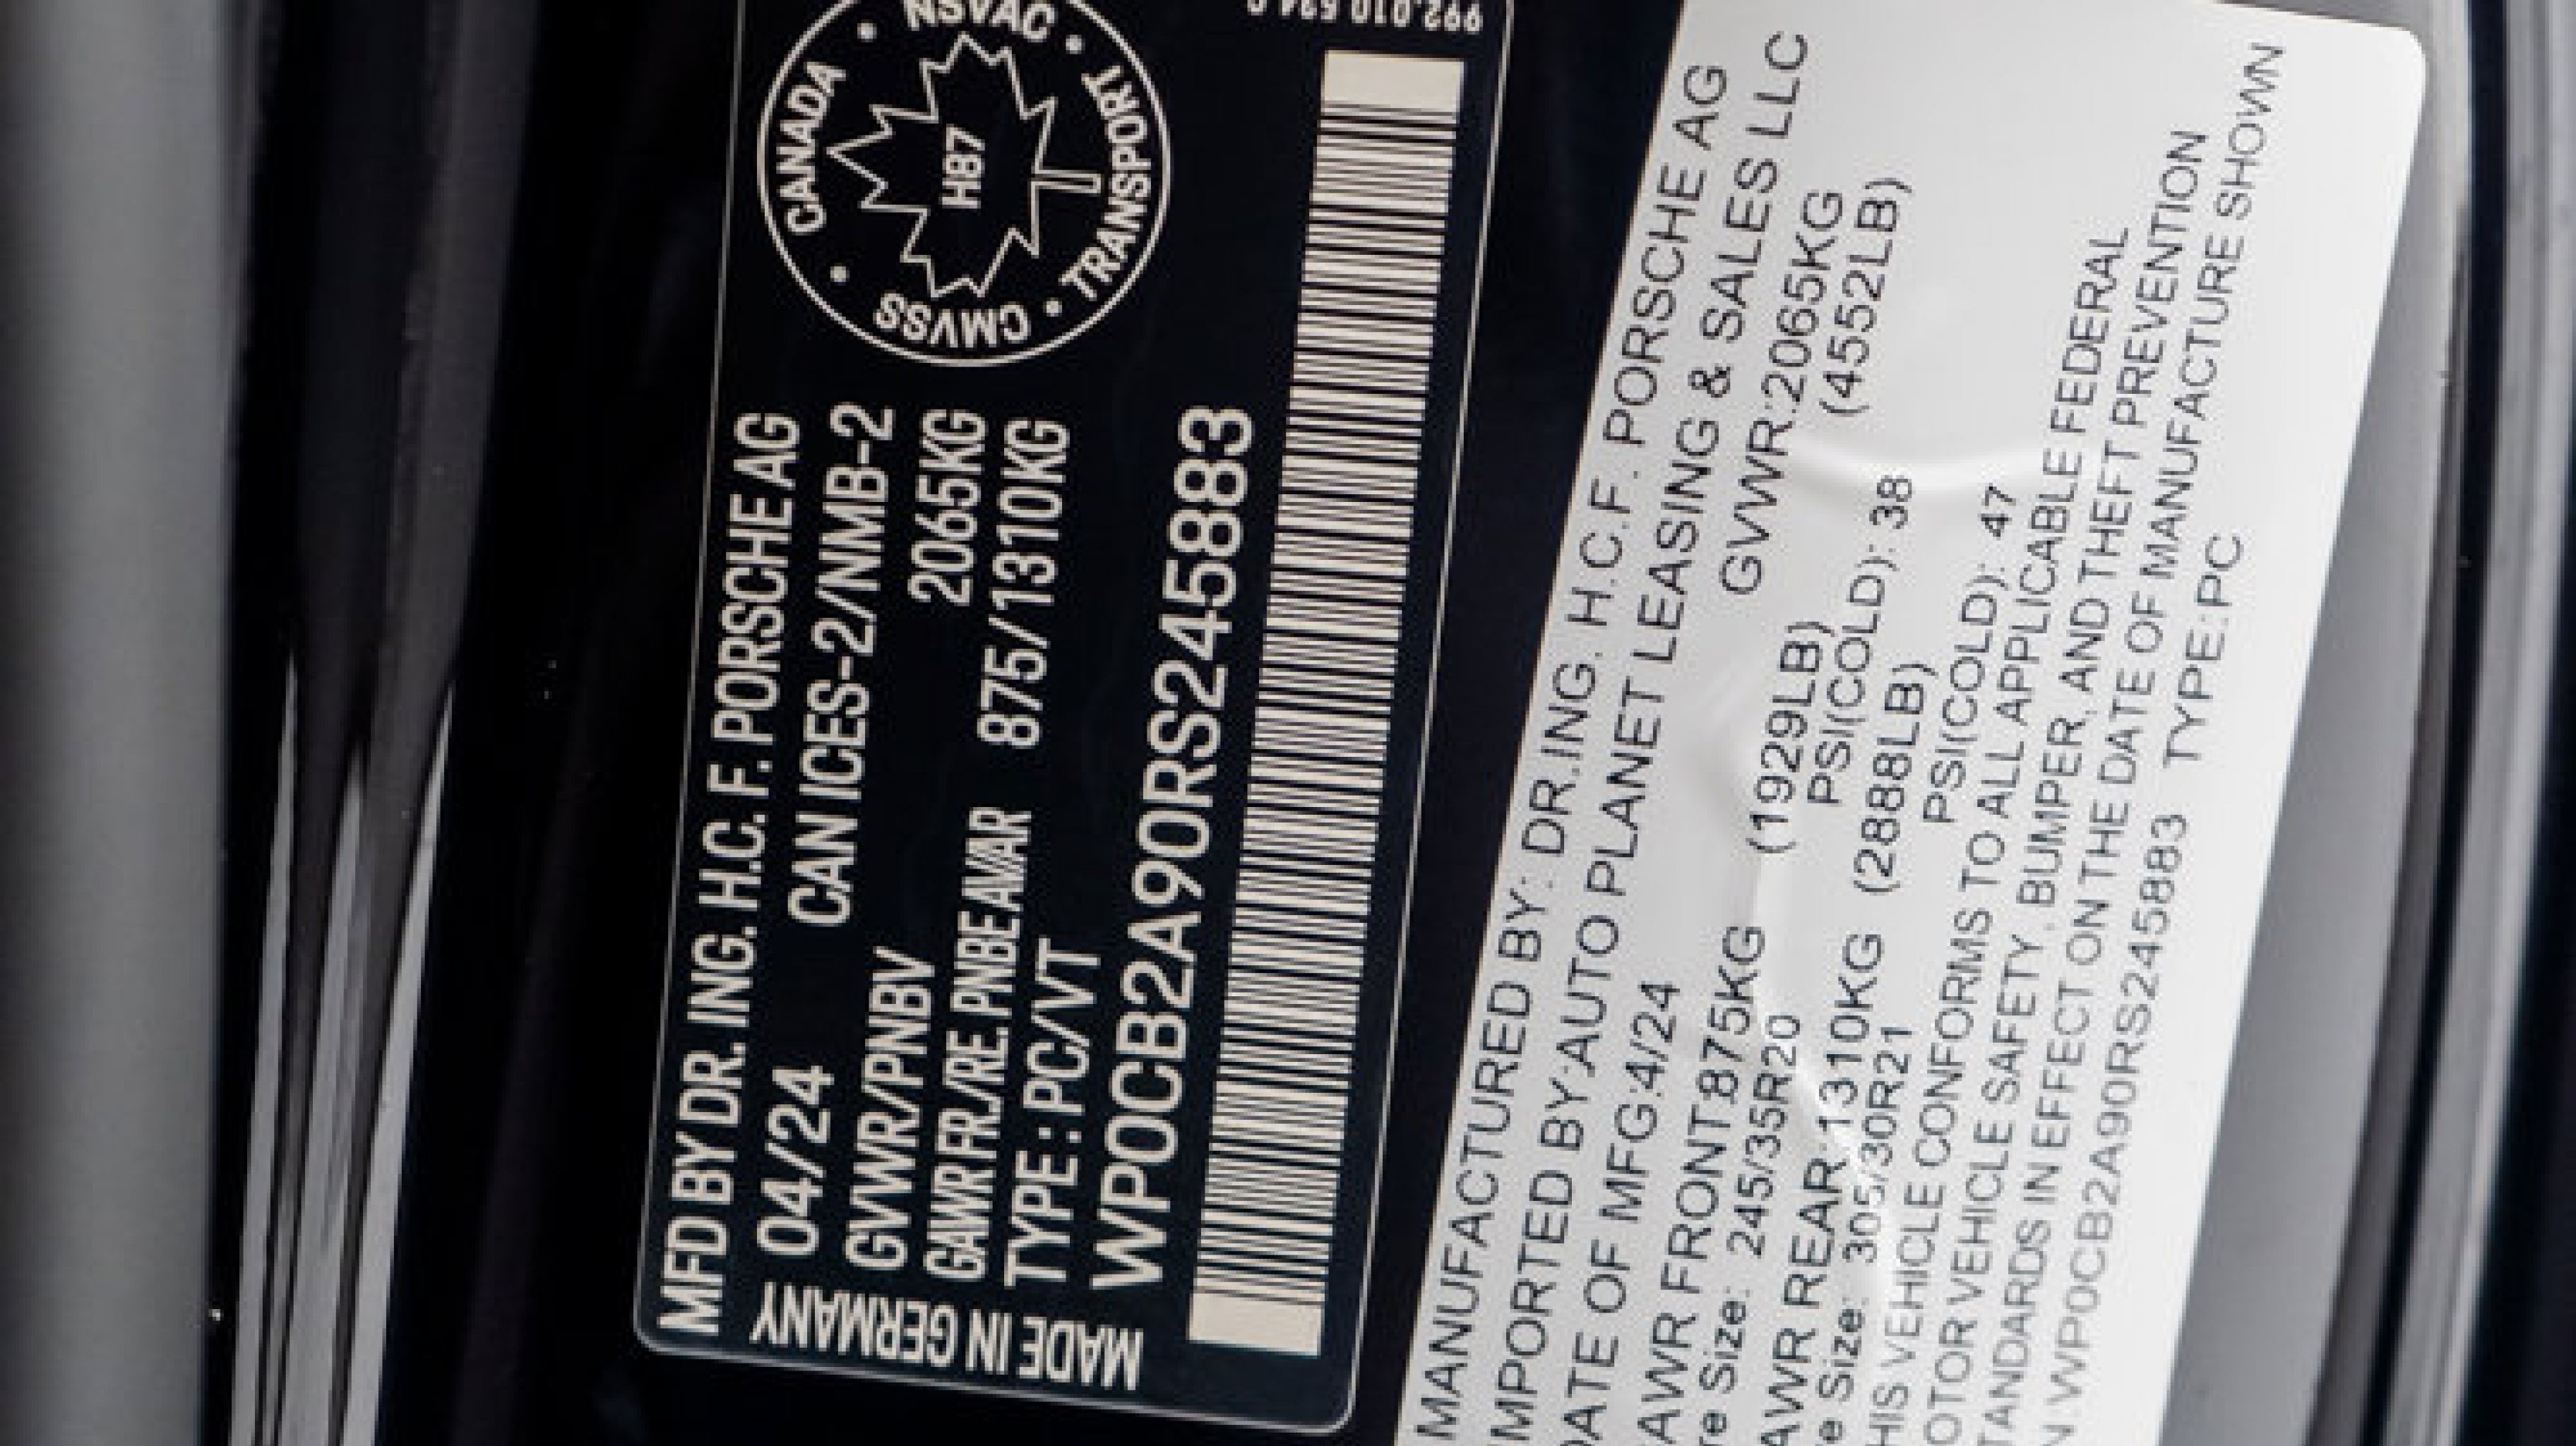 MFD BY DR. ING. H.C. F. PORSCHE AG
04/24 CAN ICES-2/NMB-2
GVWR/PNBV 2065KG
GAWR FR./RE. PNBE AV/AR 875/1310KG
TYPE: PC/VT
WP0CB2A90RS245883
MADE IN GERMANY
CANADA • NSVAC • TRANSPORT • CMVSS •
H87
992.010.
MANUFACTURED BY: DR.ING. H.C.F. PORSCHE AG
IMPORTED BY:AUTO PLANET LEASING & SALES LLC
DATE OF MFG:4/24 GVWR:2065KG
(4552LB)
AWR FRONT:875KG (1929LB)
re Size: 245/35R20 PSI(COLD): 38
AWR REAR:1310KG (2888LB)
e Size: 305/30R21 PSI(COLD): 47
HIS VEHICLE CONFORMS TO ALL APPLICABLE FEDERAL
OTOR VEHICLE SAFETY, BUMPER, AND THEFT PREVENTION
TANDARDS IN EFFECT ON THE DATE OF MANUFACTURE SHOWN
N WP0CB2A90RS245883 TYPE:PC